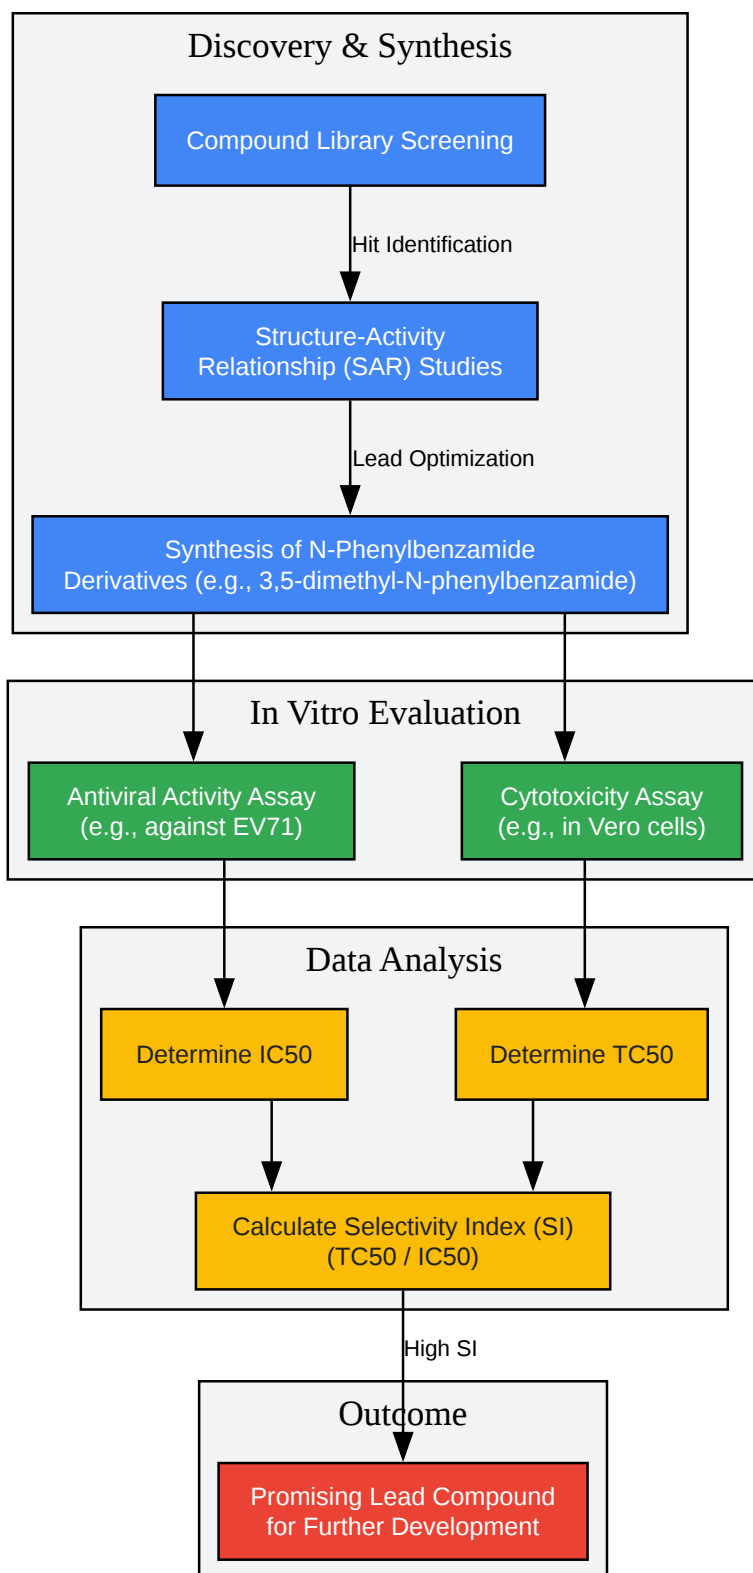 Discovery & Synthesis
Compound Library Screening
Hit Identification
Structure-Activity
Relationship (SAR) Studies
Lead Optimization
Synthesis of N-Phenylbenzamide
Derivatives (e.g., 3,5-dimethyl-N-phenylbenzamide)
In Vitro Evaluation
Antiviral Activity Assay
(e.g., against EV71)
Cytotoxicity Assay
(e.g., in Vero cells)
Data Analysis
Determine IC50
Determine TC50
Calculate Selectivity Index (SI)
(TC50 / IC50)
High SI
Outcome
Promising Lead Compound
for Further Development